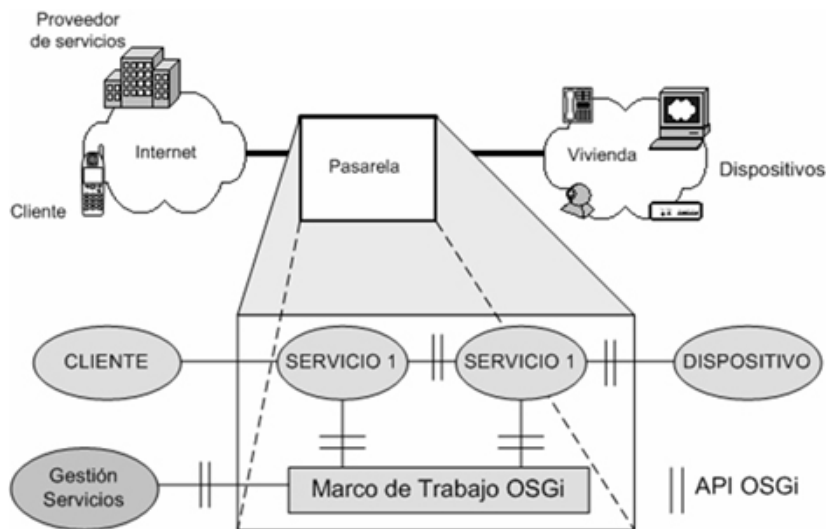 Proveedor
de servicios
Internet
Cliente
Pasarela
Vivienda
Dispositivos
CLIENTE
SERVICIO 1
SERVICIO 1
DISPOSITIVO
Gestión
Servicios
Marco de Trabajo OSGi
API OSGi